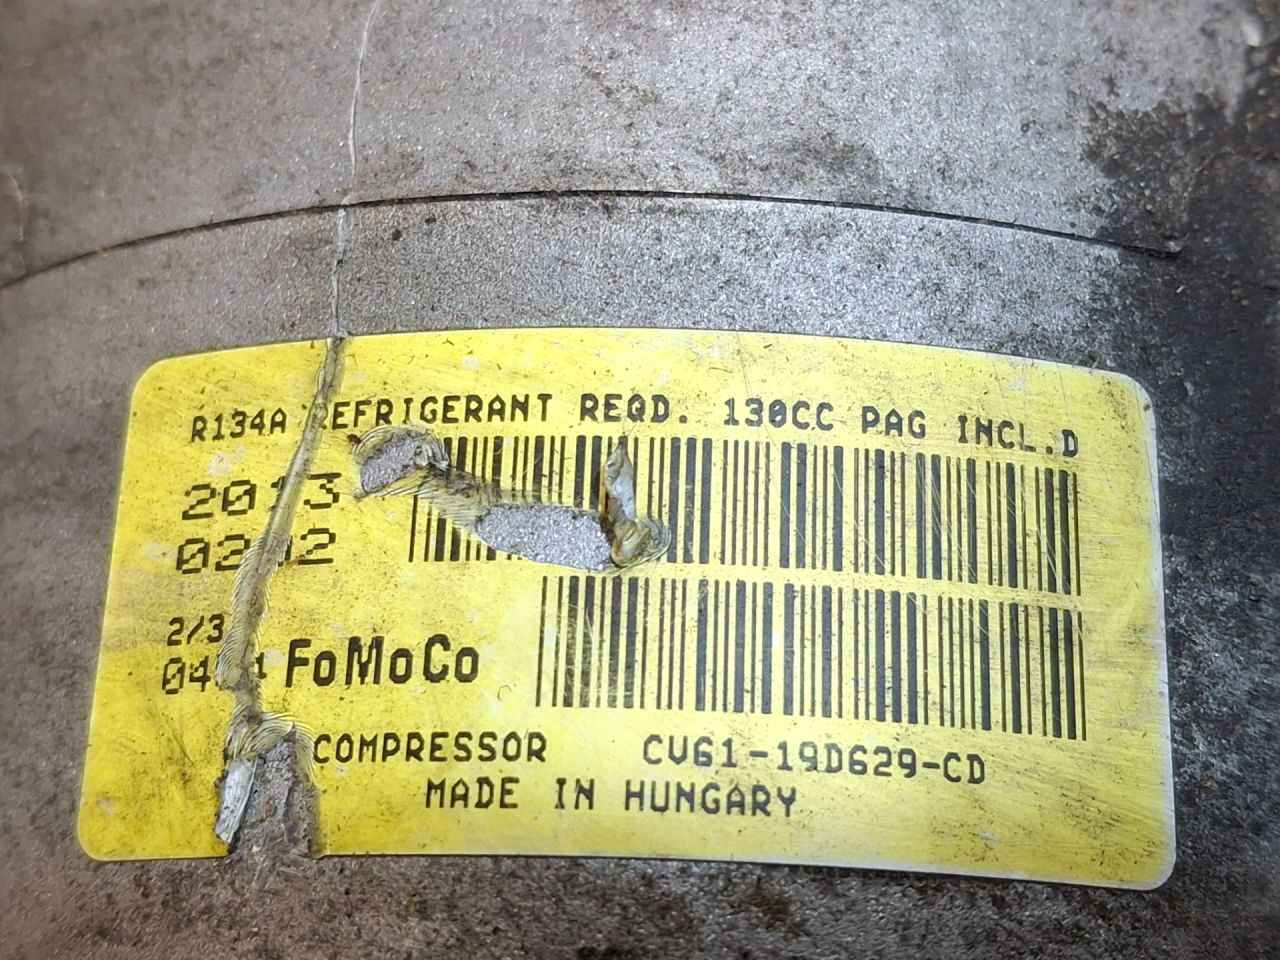 R134A REFRIGERANT REQD. 130CC PAG INCL.D
2013
2/3
FoMoCo
COMPRESSOR CV61-19D629-CD
MADE IN HUNGARY